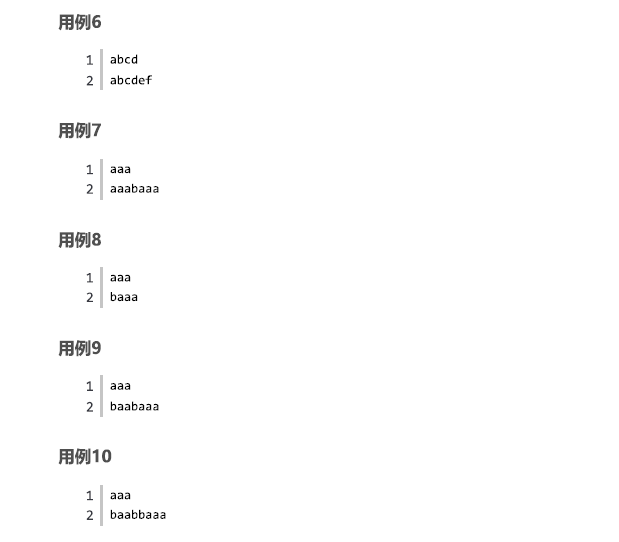 用例6
1 abcd
2 abcdef
用例7
1 aaa
2 aaabaaa
用例8
1 aaa
2 baaa
用例9
1 aaa
2 baabaaa
用例10
1 aaa
2 baabbaaa